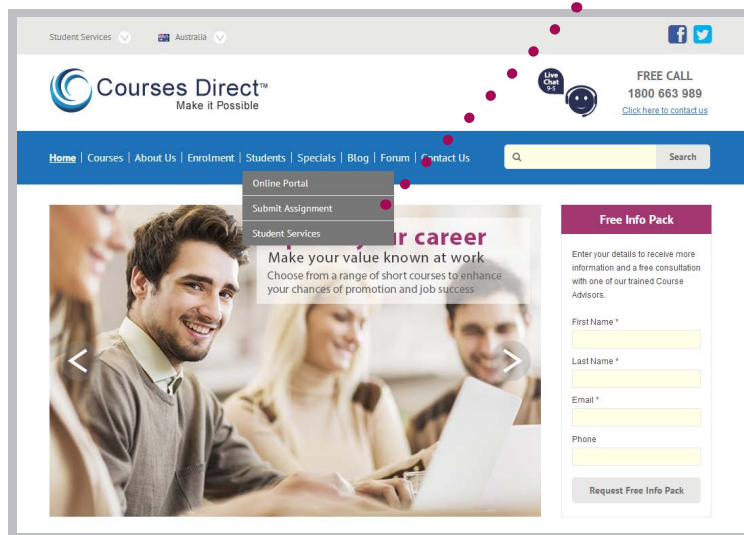 Student Services
Australia
Live
Chat
9-5
Courses Direct™
Make it Possible
FREE CALL
1800 663 989
Click here to contact us
Home | Courses | About Us | Enrolment | Students | Specials | Blog | Forum | Contact Us
Search
Online Portal
Submit Assignment
Student Services
career
Make your value known at work
Choose from a range of short courses to enhance
your chances of promotion and job success
Free Info Pack
Enter your details to receive more
information and a free consultation
with one of our trained Course
Advisors.
First Name *
Last Name *
Email *
Phone
Request Free Info Pack